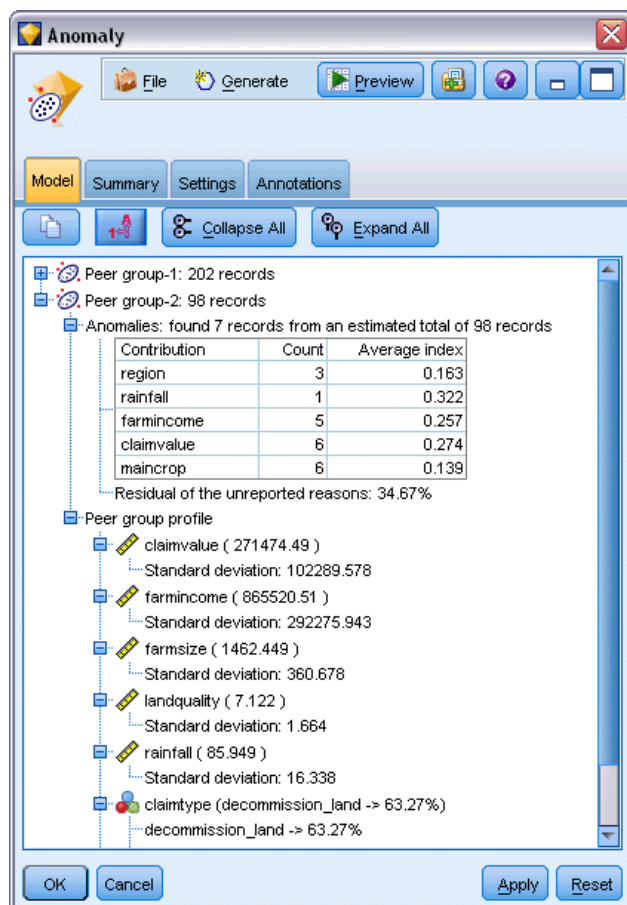 Anomaly
File Generate Preview
Model Summary Settings Annotations
Collapse All Expand All
Peer group-1: 202 records
Peer group-2: 98 records
Anomalies: found 7 records from an estimated total of 98 records
Contribution Count Average index
region 3 0.163
rainfall 1 0.322
farmincome 5 0.257
claimvalue 6 0.274
maincrop 6 0.139
Residual of the unreported reasons: 34.67%
Peer group profile
claimvalue ( 271474.49 )
Standard deviation: 102289.578
farmincome ( 865520.51 )
Standard deviation: 292275.943
farmsize ( 1462.449 )
Standard deviation: 360.678
landquality ( 7.122 )
Standard deviation: 1.664
rainfall ( 85.949 )
Standard deviation: 16.338
claimtype (decommission_land -> 63.27%)
decommission_land -> 63.27%
OK Cancel Apply Reset